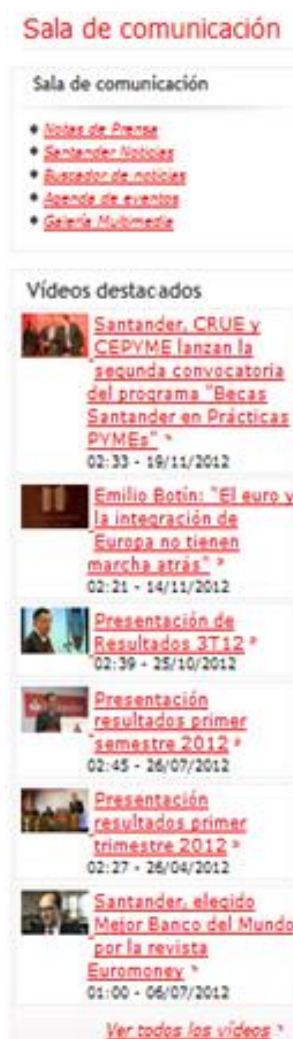 Sala de comunicación
Sala de comunicación
Notas de Prensa
Santander Noticias
Buscador de noticias
Agenda de eventos
Galería Multimedia
Vídeos destacados
Santander, CRUE y
CEPYME lanzan la
segunda convocatoria
del programa "Becas
Santander en Prácticas
PYMEs"
02:33 - 19/11/2012
Emilio Botín: "El euro y
la integración de
Europa no tienen
marcha atrás"
02:21 - 14/11/2012
Presentación de
Resultados 3T12
02:39 - 25/10/2012
Presentación
resultados primer
semestre 2012
02:45 - 26/07/2012
Presentación
resultados primer
trimestre 2012
02:27 - 26/04/2012
Santander, elegido
Mejor Banco del Mundo
por la revista
Euromoney
01:00 - 06/07/2012
Ver todos los vídeos